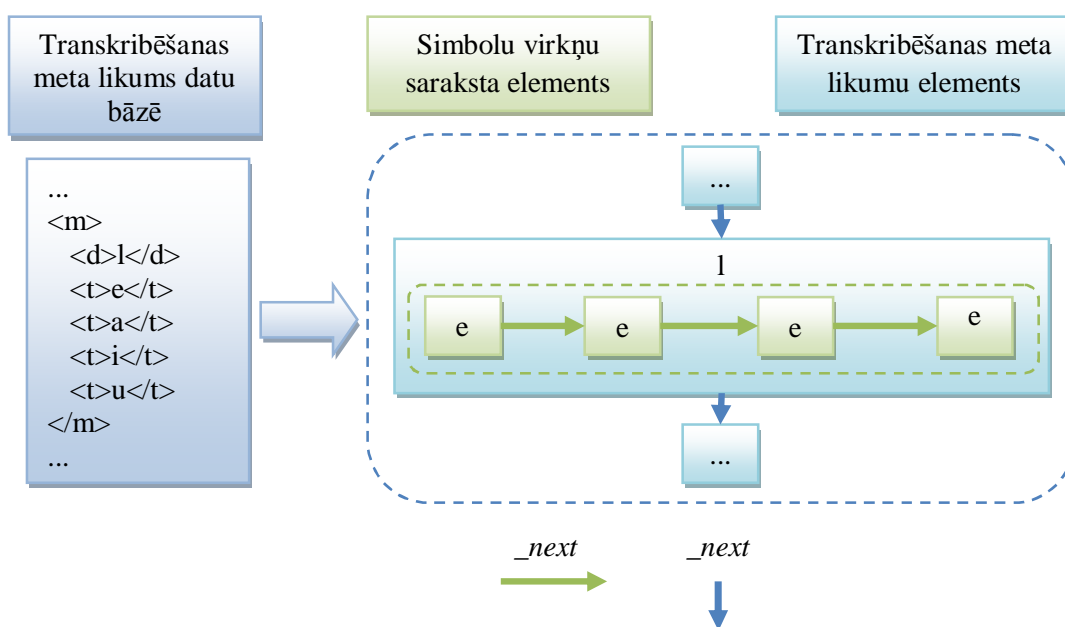 Transkribēšanas
meta likums datu
bāzē
Simbolu virkņu
saraksta elements
Transkribēšanas meta
likumu elements
...
<m>
<d>l</d>
<t>e</t>
<t>a</t>
<t>i</t>
<t>u</t>
</m>
...
...
l
e e e e
...
_next _next